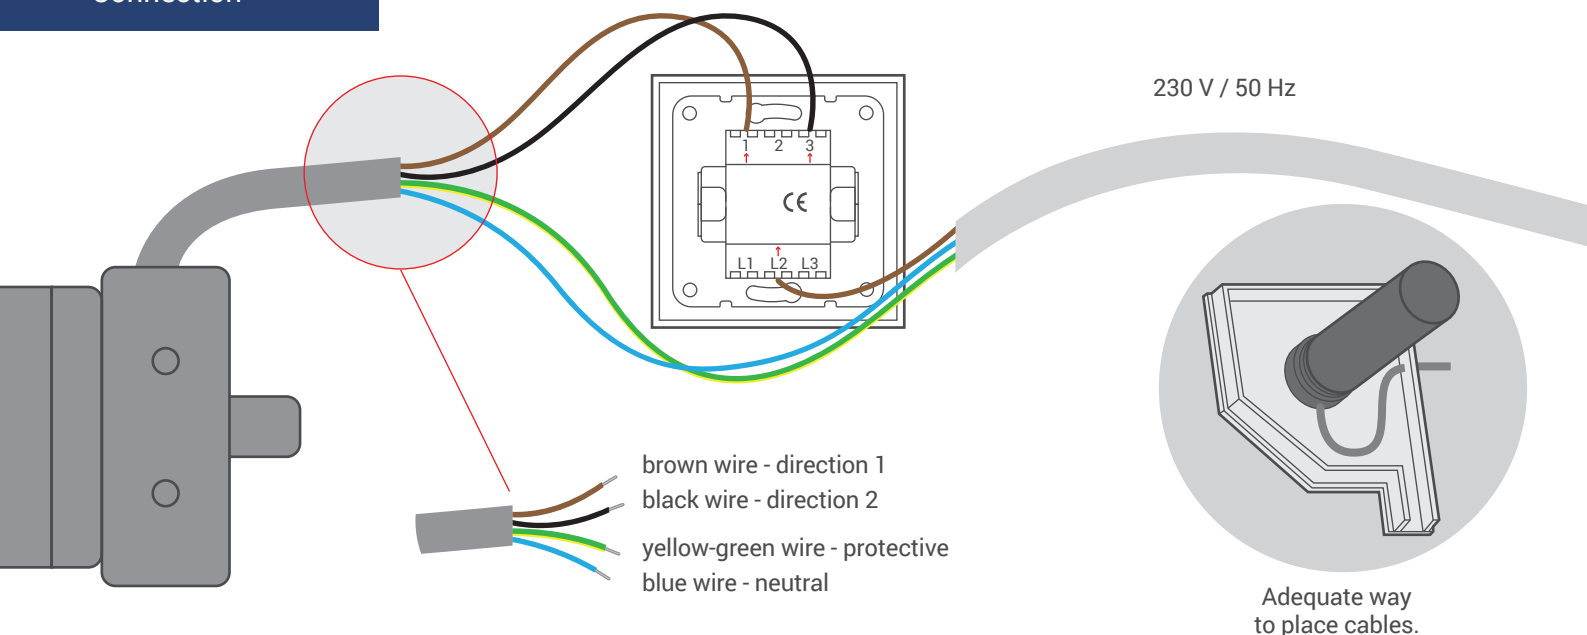 Connection
230 V / 50 Hz
1 2 3
CE
L1 L2 L3
brown wire - direction 1
black wire - direction 2
yellow-green wire - protective
blue wire - neutral
Adequate way
to place cables.